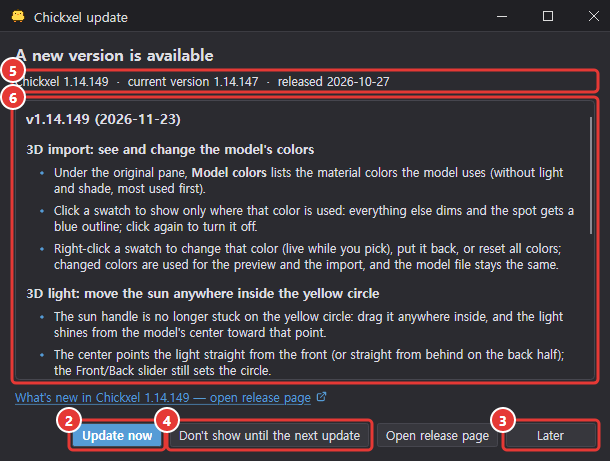 Chickxel update
A new version is available
5
Chickxel 1.14.149 · current version 1.14.147 · released 2026-10-27
6
v1.14.149 (2026-11-23)
3D import: see and change the model's colors
• Under the original pane, Model colors lists the material colors the model uses (without light
and shade, most used first).
• Click a swatch to show only where that color is used: everything else dims and the spot gets a
blue outline; click again to turn it off.
• Right-click a swatch to change that color (live while you pick), put it back, or reset all colors;
changed colors are used for the preview and the import, and the model file stays the same.
3D light: move the sun anywhere inside the yellow circle
• The sun handle is no longer stuck on the yellow circle: drag it anywhere inside, and the light
shines from the model's center toward that point.
• The center points the light straight from the front (or straight from behind on the back half);
the Front/Back slider still sets the circle.
What's new in Chickxel 1.14.149 — open release page
2
Update now
4
Don't show until the next update
Open release page
3
Later